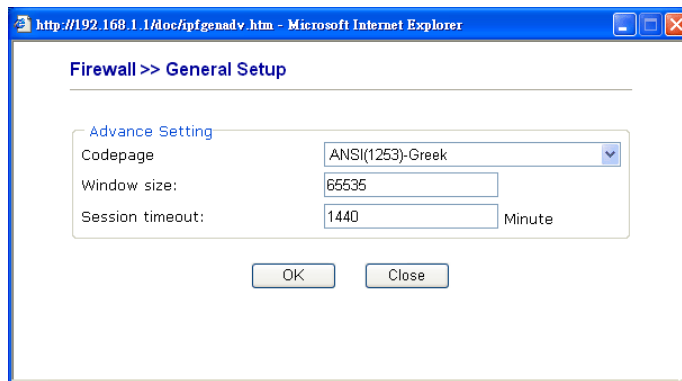 http://192.168.1.1/doc/ipfgenadv.htm - Microsoft Internet Explorer
Firewall >> General Setup
Advance Setting
Codepage ANSI(1253)-Greek
Window size: 65535
Session timeout: 1440 Minute
OK Close